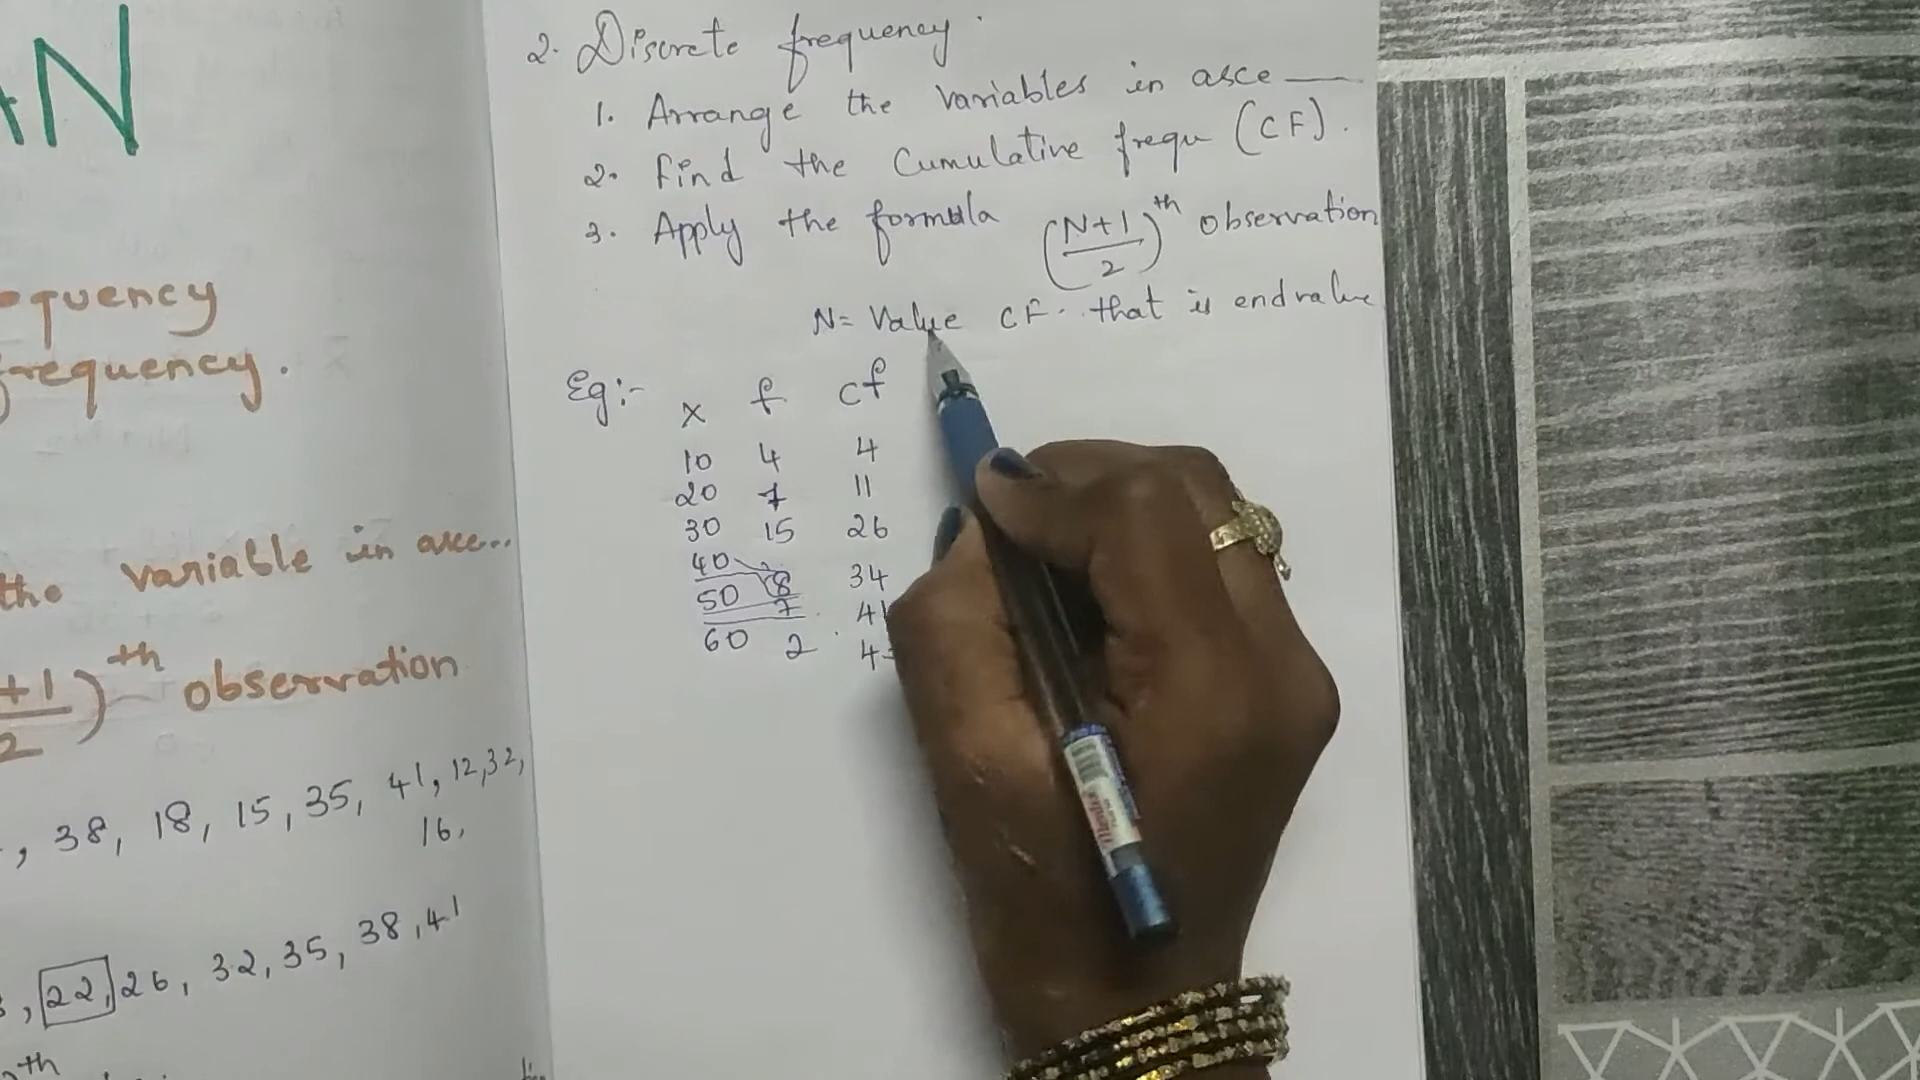 AN
equency
frequency.
the variable in asce...
+1
2
)th observation
, 38, 18, 15, 35, 41, 12, 32,
16,
, 22, 26, 32, 35, 38, 41
th
2. Discrete frequency.
1. Arrange the variables in asce
2. Find the Cumulative frequ (CF).
3. Apply the formula (N+1/2)th observation
N= Value CF. that is end value
Eg:-
x f cf
10 4 4
20 7 11
30 15 26
40 8 34
50 7 41
60 2 4